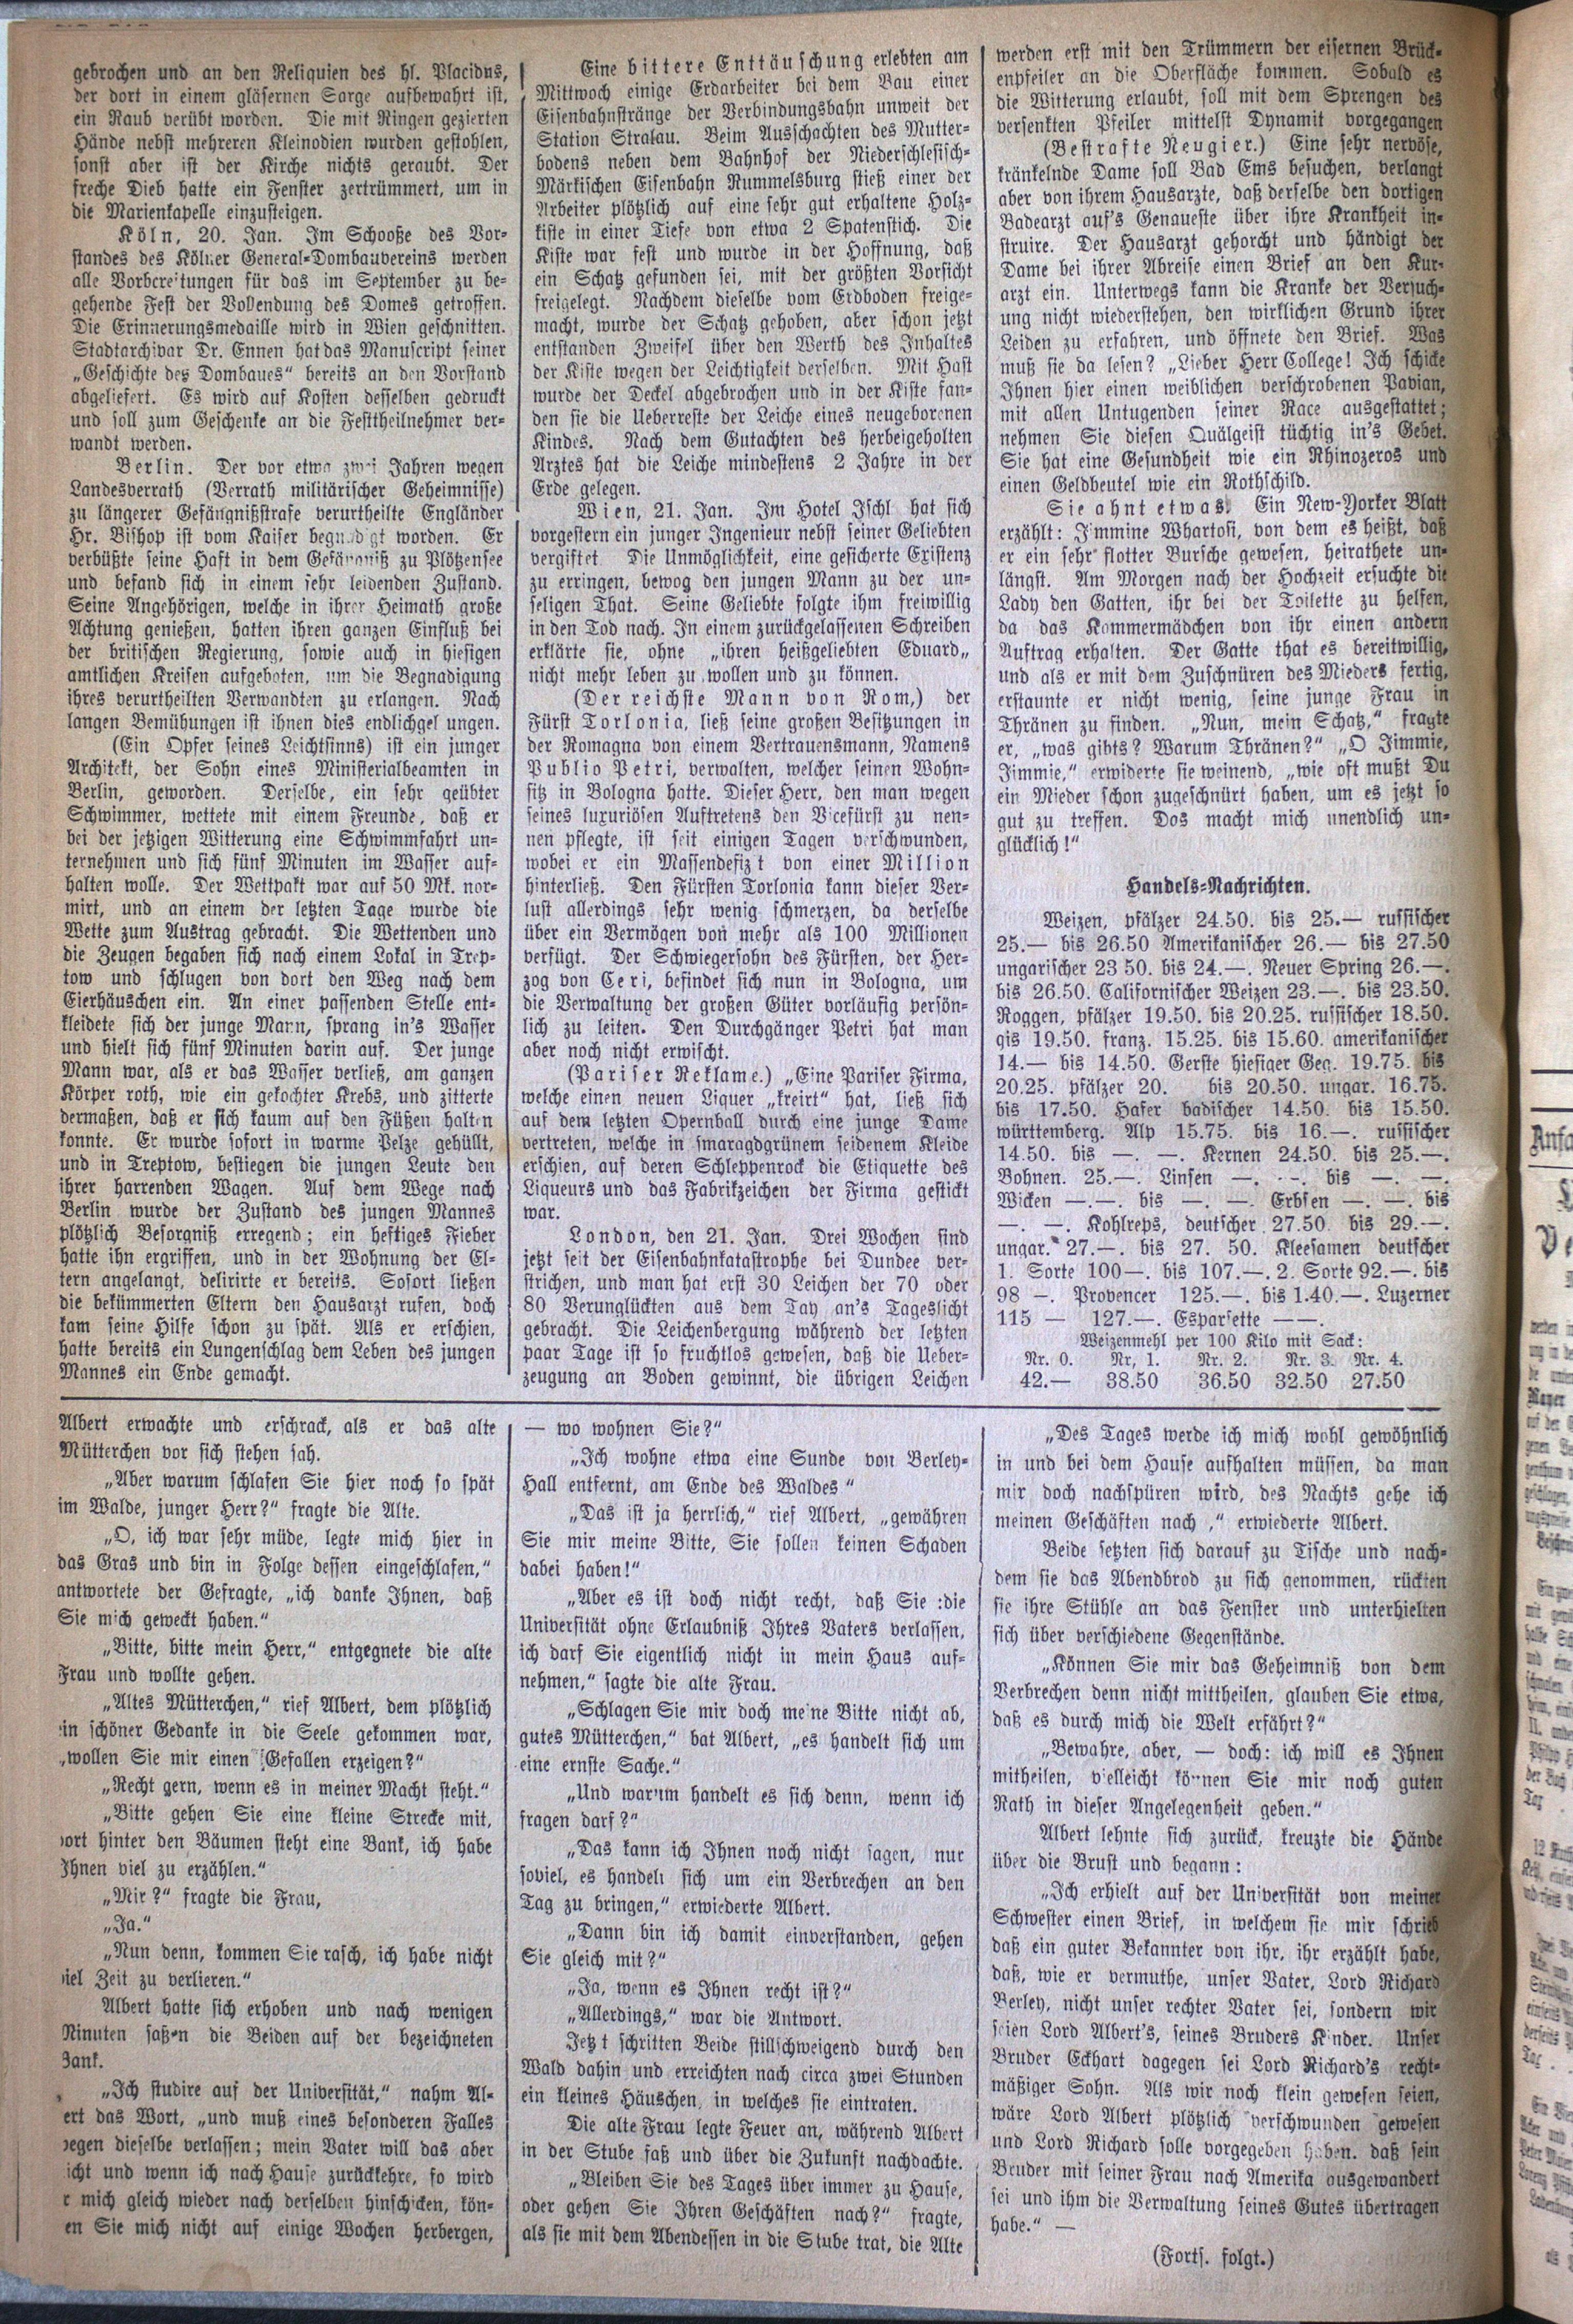 gebrochen und an den Reliquien des hl. Placidus,
der dort in einem gläsernen Sarge aufbewahrt ist,
ein Raub verübt worden. Die mit Ringen gezierten
Hände nebst mehreren Kleinodien wurden gestohlen,
sonst aber ist der Kirche nichts geraubt. Der
freche Dieb hatte ein Fenster zertrümmert, um in
die Marienkapelle einzusteigen.
Köln, 20. Jan. Im Schooße des Vor-
standes des Kölner General-Dombauvereins werden
alle Vorbereitungen für das im September zu be-
gehende Fest der Vollendung des Domes getroffen.
Die Erinnerungsmedaille wird in Wien geschnitten.
Stadtarchivar Dr. Ennen hat das Manuscript seiner
„Geschichte des Dombaues“ bereits an den Vorstand
abgeliefert. Es wird auf Kosten desselben gedruckt
und soll zum Geschenke an die Festtheilnehmer ver-
wandt werden.
Berlin. Der vor etwa zwei Jahren wegen
Landesverrath (Verrath militärischer Geheimnisse)
zu längerer Gefängnißstrafe verurtheilte Engländer
Hr. Bishop ist vom Kaiser begnadigt worden. Er
verbüßte seine Haft in dem Gefängniß zu Plötzensee
und befand sich in einem sehr leidenden Zustand.
Seine Angehörigen, welche in ihrer Heimath große
Achtung genießen, hatten ihren ganzen Einfluß bei
der britischen Regierung, sowie auch in hiesigen
amtlichen Kreisen aufgeboten, um die Begnadigung
ihres verurtheilten Verwandten zu erlangen. Nach
langen Bemühungen ist ihnen dies endlichgel ungen.
(Ein Opfer seines Leichtsinns) ist ein junger
Architekt, der Sohn eines Ministerialbeamten in
Berlin, geworden. Derselbe, ein sehr geübter
Schwimmer, wettete mit einem Freunde, daß er
bei der jetzigen Witterung eine Schwimmfahrt un-
ternehmen und sich fünf Minuten im Wasser auf-
halten wolle. Der Wettpakt war auf 50 Mk. nor-
mirt, und an einem der letzten Tage wurde die
Wette zum Austrag gebracht. Die Wettenden und
die Zeugen begaben sich nach einem Lokal in Trep-
tow und schlugen von dort den Weg nach dem
Eierhäuschen ein. An einer passenden Stelle ent-
kleidete sich der junge Mann, sprang in's Wasser
und hielt sich fünf Minuten darin auf. Der junge
Mann war, als er das Wasser verließ, am ganzen
Körper roth, wie ein gekochter Krebs, und zitterte
dermaßen, daß er sich kaum auf den Füßen halten
konnte. Er wurde sofort in warme Pelze gehüllt,
und in Treptow, bestiegen die jungen Leute den
ihrer harrenden Wagen. Auf dem Wege nach
Berlin wurde der Zustand des jungen Mannes
plötzlich Besorgniß erregend; ein heftiges Fieber
hatte ihn ergriffen, und in der Wohnung der El-
tern angelangt, delirirte er bereits. Sofort ließen
die bekümmerten Eltern den Hausarzt rufen, doch
kam seine Hilfe schon zu spät. Als er erschien,
hatte bereits ein Lungenschlag dem Leben des jungen
Mannes ein Ende gemacht.
Eine bittere Enttäuschung erlebten am
Mittwoch einige Erdarbeiter bei dem Bau einer
Eisenbahnstränge der Verbindungsbahn unweit der
Station Stralau. Beim Ausschachten des Mutter-
bodens neben dem Bahnhof der Niederschlesisch-
Märkischen Eisenbahn Rummelsburg stieß einer der
Arbeiter plötzlich auf eine sehr gut erhaltene Holz-
kiste in einer Tiefe von etwa 2 Spatenstich. Die
Kiste war fest und wurde in der Hoffnung, daß
ein Schatz gefunden sei, mit der größten Vorsicht
freigelegt. Nachdem dieselbe vom Erdboden freige-
macht, wurde der Schatz gehoben, aber schon jetzt
entstanden Zweifel über den Werth des Inhaltes
der Kiste wegen der Leichtigkeit derselben. Mit Hast
wurde der Deckel abgebrochen und in der Kiste fan-
den sie die Ueberreste der Leiche eines neugeborenen
Kindes. Nach dem Gutachten des herbeigeholten
Arztes hat die Leiche mindestens 2 Jahre in der
Erde gelegen.
Wien, 21. Jan. Im Hotel Ischl hat sich
vorgestern ein junger Ingenieur nebst seiner Geliebten
vergiftet. Die Unmöglichkeit, eine gesicherte Existenz
zu erringen, bewog den jungen Mann zu der un-
seligen That. Seine Geliebte folgte ihm freiwillig
in den Tod nach. In einem zurückgelassenen Schreiben
erklärte sie, ohne „ihren heißgeliebten Eduard„
nicht mehr leben zu wollen und zu können.
(Der reichste Mann von Rom,) der
Fürst Torlonia, ließ seine großen Besitzungen in
der Romagna von einem Vertrauensmann, Namens
Publio Petri, verwalten, welcher seinen Wohn-
sitz in Bologna hatte. Dieser Herr, den man wegen
seines luxuriösen Auftretens den Vicefürst zu nen-
nen pflegte, ist seit einigen Tagen verschwunden,
wobei er ein Massendefizit von einer Million
hinterließ. Den Fürsten Torlonia kann dieser Ver-
lust allerdings sehr wenig schmerzen, da derselbe
über ein Vermögen von mehr als 100 Millionen
verfügt. Der Schwiegersohn des Fürsten, der Her-
zog von Ceri, befindet sich nun in Bologna, um
die Verwaltung der großen Güter vorläufig persön-
lich zu leiten. Den Durchgänger Petri hat man
aber noch nicht erwischt.
(Pariser Reklame.) „Eine Pariser Firma,
welche einen neuen Liquer „kreirt“ hat, ließ sich
auf dem letzten Opernball durch eine junge Dame
vertreten, welche in smaragdgrünem seidenem Kleide
erschien, auf deren Schleppenrock die Etiquette des
Liqueurs und das Fabrikzeichen der Firma gestickt
war.
London, den 21. Jan. Drei Wochen sind
jetzt seit der Eisenbahnkatastrophe bei Dundee ver-
strichen, und man hat erst 30 Leichen der 70 oder
80 Verunglückten aus dem Tay an's Tageslicht
gebracht. Die Leichenbergung während der letzten
paar Tage ist so fruchtlos gewesen, daß die Ueber-
zeugung an Boden gewinnt, die übrigen Leichen
werden erst mit den Trümmern der eisernen Brück-
enpfeiler an die Oberfläche kommen. Sobald es
die Witterung erlaubt, soll mit dem Sprengen des
versenkten Pfeiler mittelst Dynamit vorgegangen
(Bestrafte Neugier.) Eine sehr nervöse,
kränkelnde Dame soll Bad Ems besuchen, verlangt
aber von ihrem Hausarzte, daß derselbe den dortigen
Badearzt auf's Genaueste über ihre Krankheit in-
struire. Der Hausarzt gehorcht und händigt der
Dame bei ihrer Abreise einen Brief an den Kur-
arzt ein. Unterwegs kann die Kranke der Versuch-
ung nicht wiederstehen, den wirklichen Grund ihrer
Leiden zu erfahren, und öffnete den Brief. Was
muß sie da lesen? „Lieber Herr College! Ich schicke
Ihnen hier einen weiblichen verschrobenen Pavian,
mit allen Untugenden seiner Race ausgestattet;
nehmen Sie diesen Quälgeist tüchtig in's Gebet.
Sie hat eine Gesundheit wie ein Rhinozeros und
einen Geldbeutel wie ein Rothschild.
Sie ahnt etwas. Ein New-Yorker Blatt
erzählt: Jimmine Whartosi, von dem es heißt, daß
er ein sehr flotter Bursche gewesen, heirathete un-
längst. Am Morgen nach der Hochzeit ersuchte die
Lady den Gatten, ihr bei der Toilette zu helfen,
da das Kammermädchen von ihr einen andern
Auftrag erhalten. Der Gatte that es bereitwillig,
und als er mit dem Zuschnüren des Mieders fertig,
erstaunte er nicht wenig, seine junge Frau in
Thränen zu finden. „Nun, mein Schatz,“ fragte
er, „was gibts? Warum Thränen?“ „O Jimmie,
Jimmie,“ erwiderte sie weinend, „wie oft mußt Du
ein Mieder schon zugeschnürt haben, um es jetzt so
gut zu treffen. Dos macht mich unendlich un-
glücklich!“
Handels-Nachrichten.
Weizen, pfälzer 24.50. bis 25.— russischer
25.— bis 26.50 Amerikanischer 26.— bis 27.50
ungarischer 23 50. bis 24.—. Neuer Spring 26.—.
bis 26.50. Californischer Weizen 23.—. bis 23.50.
Roggen, pfälzer 19.50. bis 20.25. russischer 18.50.
gis 19.50. franz. 15.25. bis 15.60. amerikanischer
14.— bis 14.50. Gerste hiesiger Geg. 19.75. bis
20.25. pfälzer 20. bis 20.50. ungar. 16.75.
bis 17.50. Hafer badischer 14.50. bis 15.50.
württemberg. Alp 15.75. bis 16.—. russischer
14.50. bis —. —. Kernen 24.50. bis 25.—.
Bohnen. 25.—. Linsen —. —. bis —. —.
Wicken —.—. bis —. —. Erbsen —. —. bis
—. —. Kohlreps, deutscher 27.50. bis 29.—.
ungar. 27.—. bis 27. 50. Kleesamen deutscher
1. Sorte 100—. bis 107.—. 2. Sorte 92.—. bis
98 —. Provencer 125.—. bis 1.40.—. Luzerner
115 — 127.—. Esparsette ——.
Weizenmehl per 100 Kilo mit Sack:
Nr. 0. Nr, 1. Nr. 2. Nr. 3. Nr. 4.
42.— 38.50 36.50 32.50 27.50
Albert erwachte und erschrack, als er das alte
Mütterchen vor sich stehen sah.
„Aber warum schlafen Sie hier noch so spät
im Walde, junger Herr?“ fragte die Alte.
„O, ich war sehr müde, legte mich hier in
das Gras und bin in Folge dessen eingeschlafen,“
antwortete der Gefragte, „ich danke Ihnen, daß
Sie mich geweckt haben.“
„Bitte, bitte mein Herr,“ entgegnete die alte
Frau und wollte gehen.
„Altes Mütterchen,“ rief Albert, dem plötzlich
ein schöner Gedanke in die Seele gekommen war,
„wollen Sie mir einen Gefallen erzeigen?“
„Recht gern, wenn es in meiner Macht steht.“
„Bitte gehen Sie eine kleine Strecke mit,
dort hinter den Bäumen steht eine Bank, ich habe
Ihnen viel zu erzählen.“
„Mir?“ fragte die Frau,
„Ja.“
„Nun denn, kommen Sie rasch, ich habe nicht
viel Zeit zu verlieren.“
Albert hatte sich erhoben und nach wenigen
Minuten saßen die Beiden auf der bezeichneten
Bank.
„Ich studire auf der Universität,“ nahm Al-
ert das Wort, „und muß eines besonderen Falles
wegen dieselbe verlassen; mein Vater will das aber
icht und wenn ich nach Hause zurückkehre, so wird
r mich gleich wieder nach derselben hinschicken, kön-
en Sie mich nicht auf einige Wochen herbergen,
— wo wohnen Sie?“
„Ich wohne etwa eine Sunde von Berley-
Hall entfernt, am Ende des Waldes“
„Das ist ja herrlich,“ rief Albert, „gewähren
Sie mir meine Bitte, Sie sollen keinen Schaden
dabei haben!“
„Aber es ist doch nicht recht, daß Sie :die
Universität ohne Erlaubniß Ihres Vaters verlassen,
ich darf Sie eigentlich nicht in mein Haus auf-
nehmen,“ sagte die alte Frau.
„Schlagen Sie mir doch meine Bitte nicht ab,
gutes Mütterchen,“ bat Albert, „es handelt sich um
eine ernste Sache.“
„Und warum handelt es sich denn, wenn ich
fragen darf?“
„Das kann ich Ihnen noch nicht sagen, nur
soviel, es handelt sich um ein Verbrechen an den
Tag zu bringen,“ erwiederte Albert.
„Dann bin ich damit einverstanden, gehen
Sie gleich mit?“
„Ja, wenn es Ihnen recht ist?“
„Allerdings,“ war die Antwort.
Jetzt schritten Beide stillschweigend durch den
Wald dahin und erreichten nach circa zwei Stunden
ein kleines Häuschen, in welches sie eintraten.
Die alte Frau legte Feuer an, während Albert
in der Stube saß und über die Zukunft nachdachte.
„Bleiben Sie des Tages über immer zu Hause,
oder gehen Sie Ihren Geschäften nach?“ fragte,
als sie mit dem Abendessen in die Stube trat, die Alte
„Des Tages werde ich mich wohl gewöhnlich
in und bei dem Hause aufhalten müssen, da man
mir doch nachspüren wird, des Nachts gehe ich
meinen Geschäften nach ,“ erwiederte Albert.
Beide setzten sich darauf zu Tische und nach-
dem sie das Abendbrod zu sich genommen, rückten
sie ihre Stühle an das Fenster und unterhielten
sich über verschiedene Gegenstände.
„Können Sie mir das Geheimniß von dem
Verbrechen denn nicht mittheilen, glauben Sie etwa,
daß es durch mich die Welt erfährt?“
„Bewahre, aber, — doch: ich will es Ihnen
mitheilen, vielleicht können Sie mir noch guten
Rath in dieser Angelegenheit geben.“
Albert lehnte sich zurück, kreuzte die Hände
über die Brust und begann:
„Ich erhielt auf der Universität von meiner
Schwester einen Brief, in welchem sie mir schrieb
daß ein guter Bekannter von ihr, ihr erzählt habe,
daß, wie er vermuthe, unser Vater, Lord Richard
Berley, nicht unser rechter Vater sei, sondern wir
seien Lord Albert's, seines Bruders Kinder. Unser
Bruder Eckhart dagegen sei Lord Richard's recht-
mäßiger Sohn. Als wir noch klein gewesen seien,
wäre Lord Albert plötzlich verschwunden gewesen
und Lord Richard solle vorgegeben haben. daß sein
Bruder mit seiner Frau nach Amerika ausgewandert
sei und ihm die Verwaltung seines Gutes übertragen
habe.“ —
(Forts. folgt.)